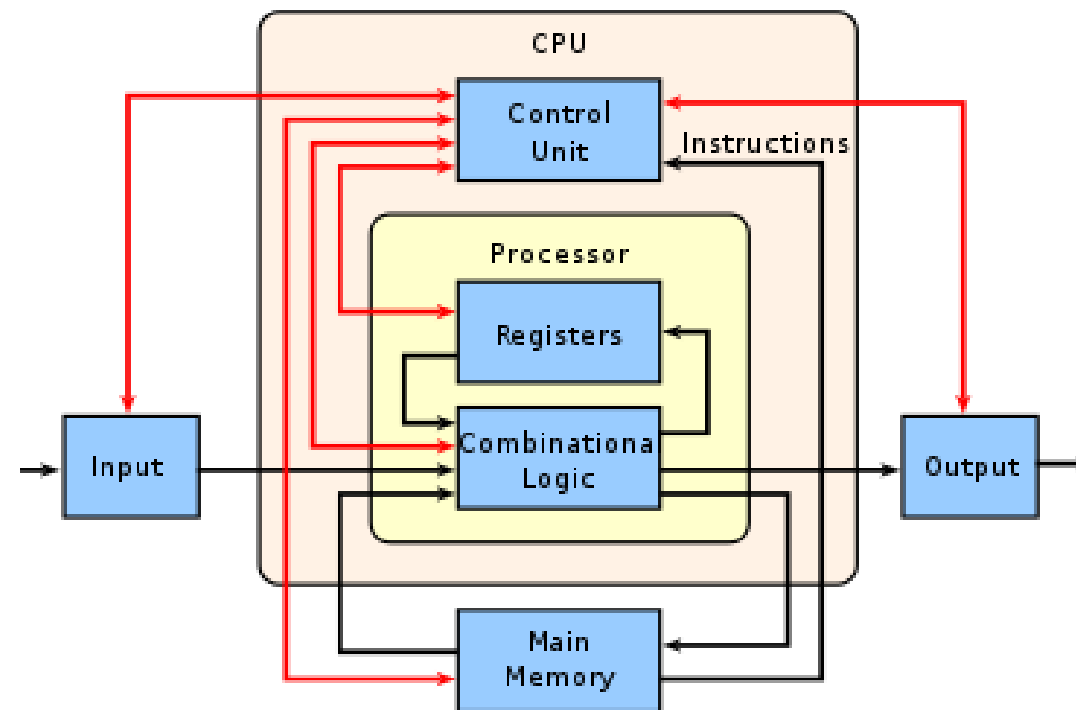 CPU
Control
Unit
Instructions
Processor
Registers
Combinationa
Logic
Input
Output
Main
Memory